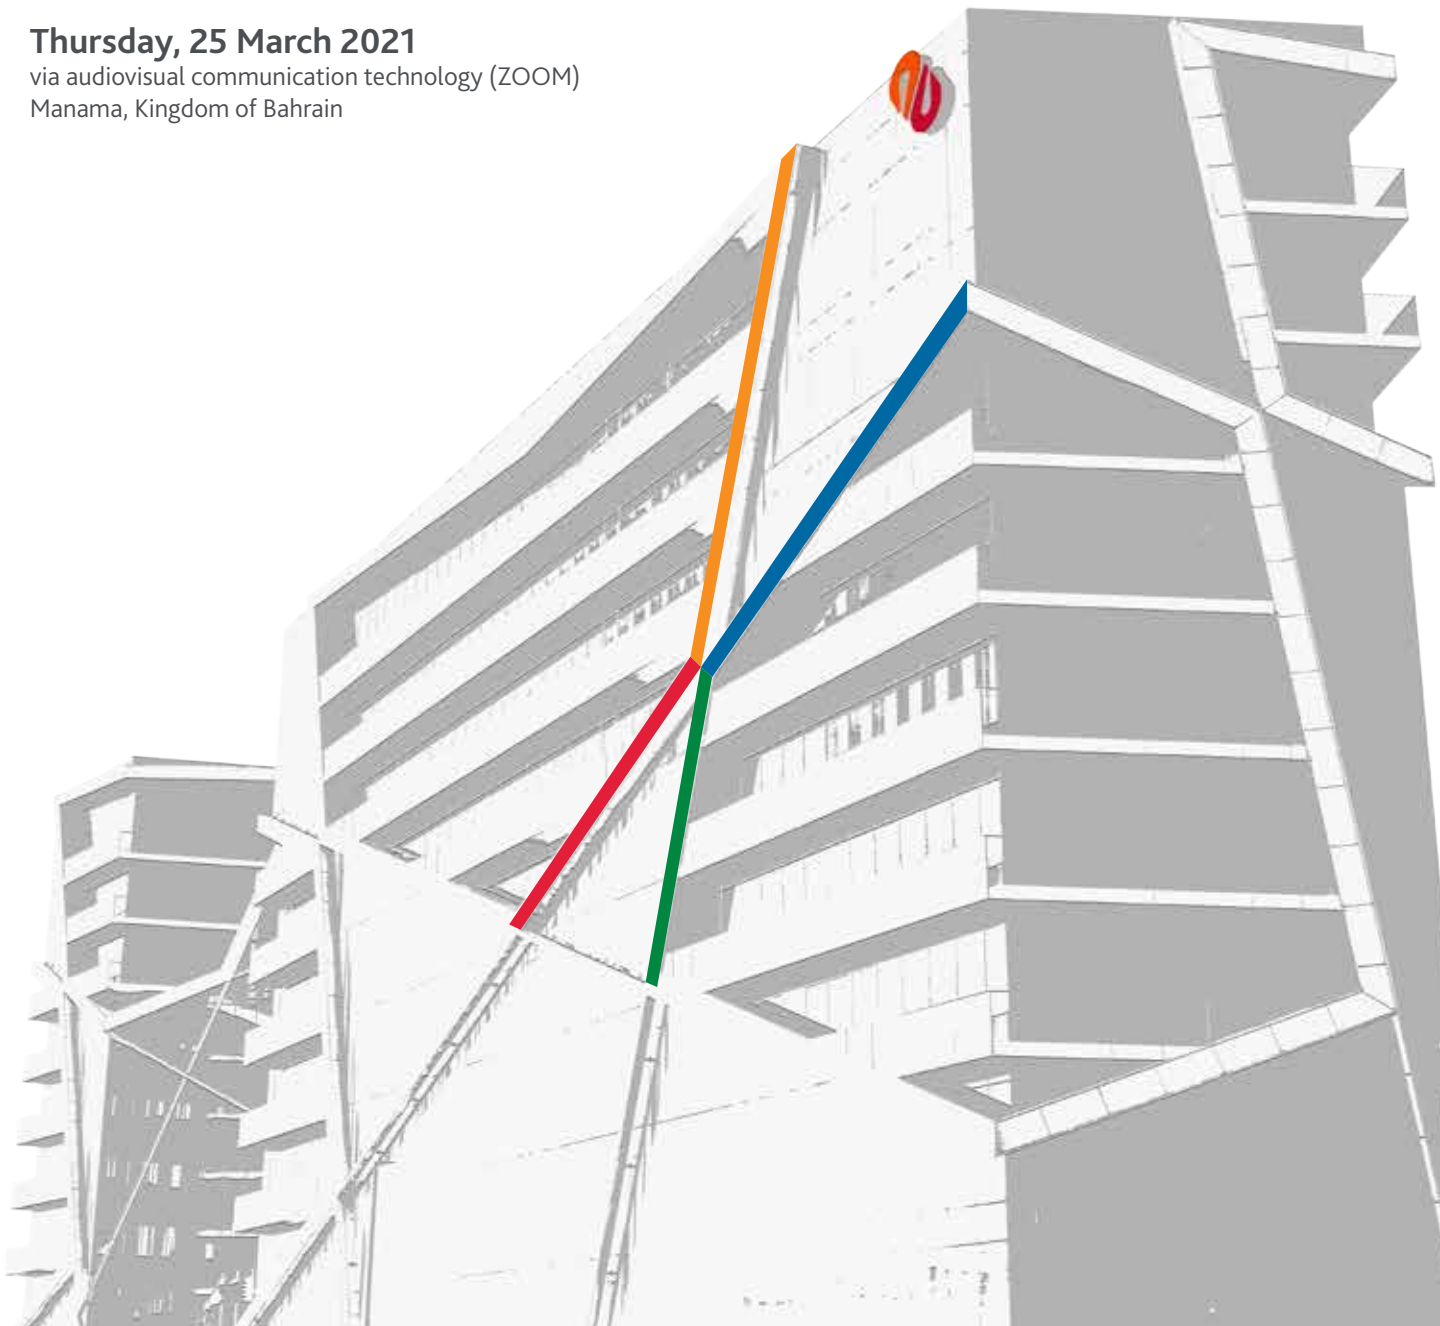 Thursday, 25 March 2021
via audiovisual communication technology (ZOOM)
Manama, Kingdom of Bahrain